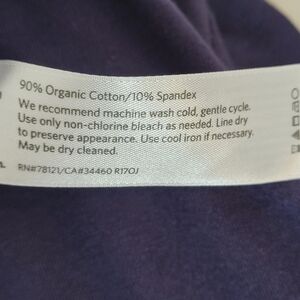 90% Organic Cotton/10% Spandex
We recommend machine wash cold, gentle cycle.
Use only non-chlorine bleach as needed. Line dry
to preserve appearance. Use cool iron if necessary.
May be dry cleaned.
RN#78121/CA#34460 R17OJ